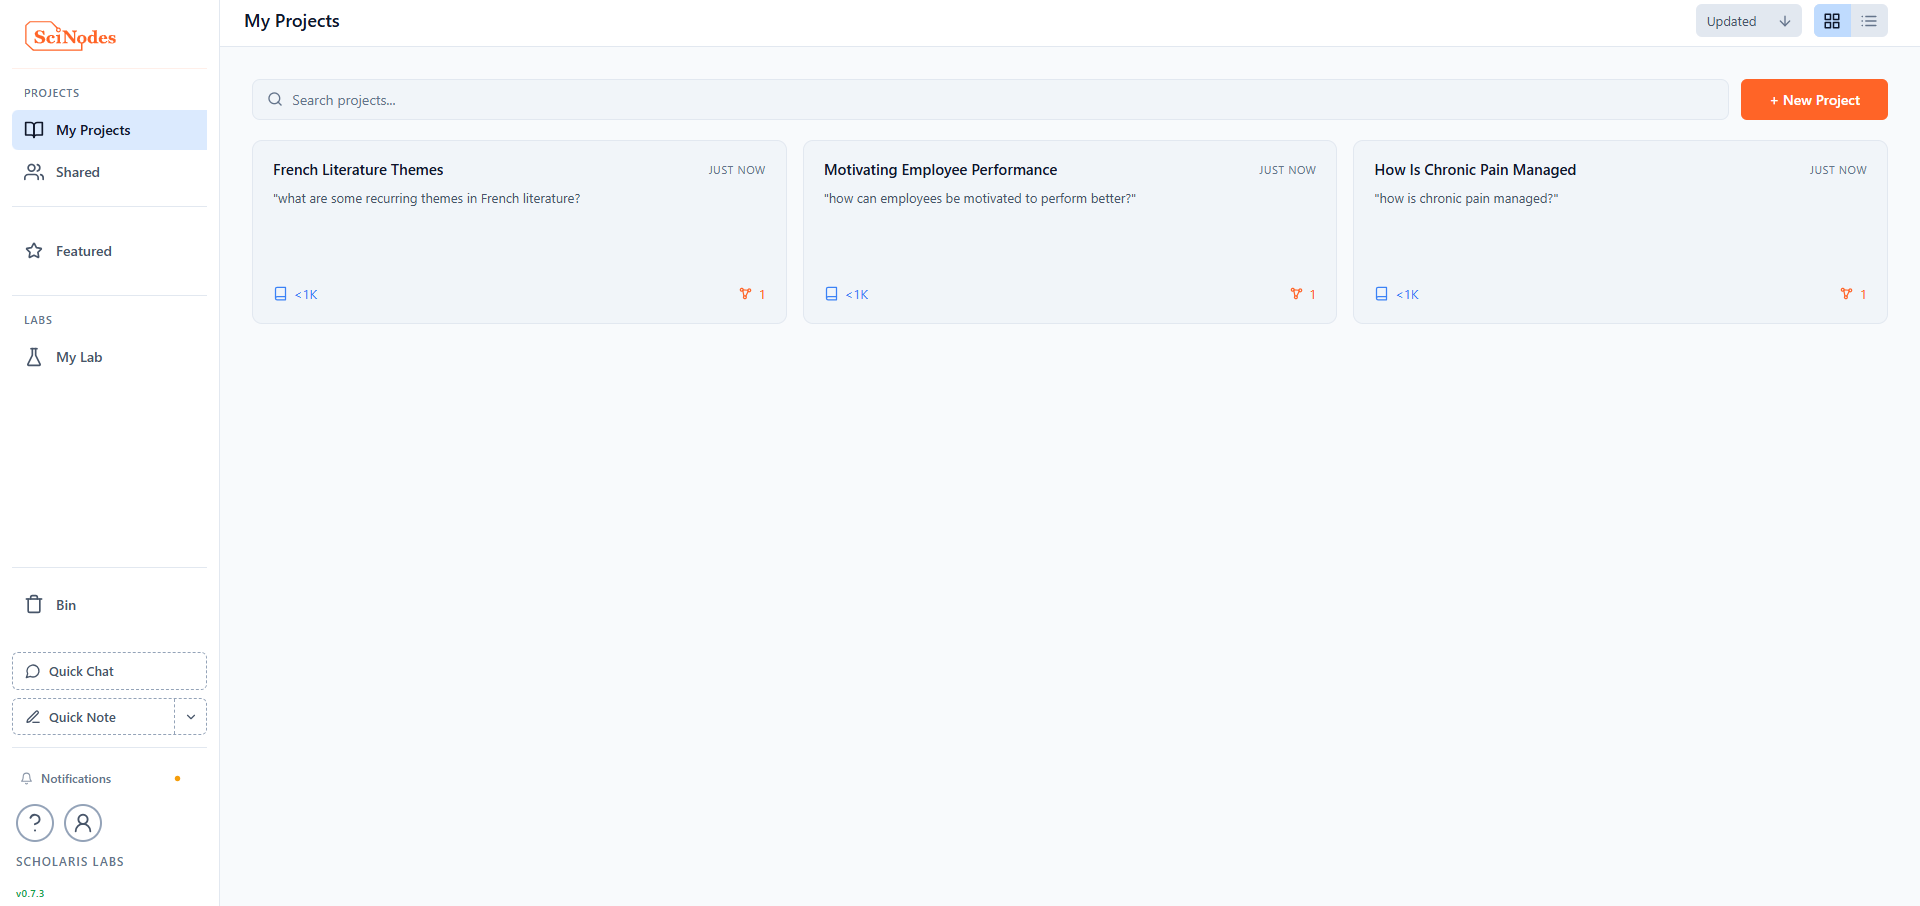 SciNodes
PROJECTS
My Projects
Shared
Featured
LABS
My Lab
Bin
Quick Chat
Quick Note
Notifications
?
SCHOLARIS LABS
v0.7.3
My Projects
Updated
Search projects...
+ New Project
French Literature Themes
JUST NOW
"what are some recurring themes in French literature?
<1K
1
Motivating Employee Performance
JUST NOW
"how can employees be motivated to perform better?"
<1K
1
How Is Chronic Pain Managed
JUST NOW
"how is chronic pain managed?"
<1K
1